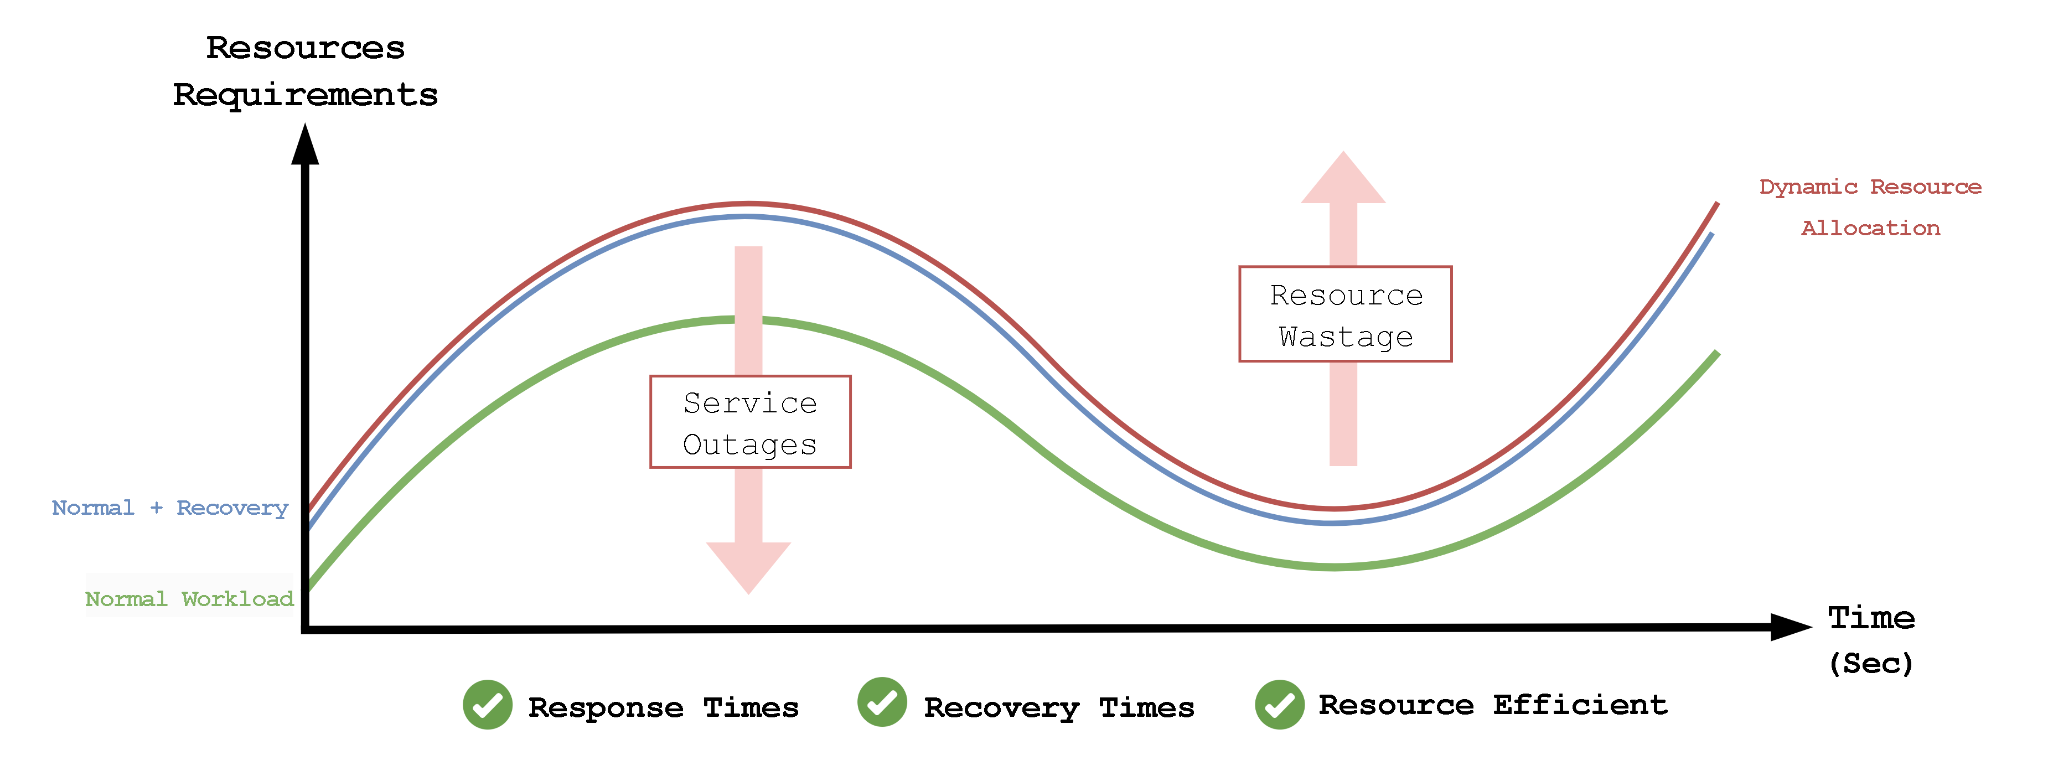 Resources
Requirements
Dynamic Resource
Allocation
Resource
Wastage
Service
Outages
Normal + Recovery
Normal Workload
Time
(Sec)
Response Times
Recovery Times
Resource Efficient